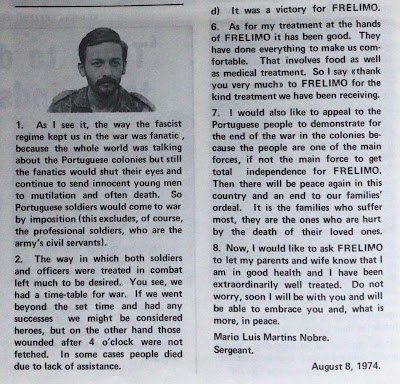 1. As I see it, the way the fascist
regime kept us in the war was fanatic ,
because the whole world was talking
about the Portuguese colonies but still
the fanatics would shut their eyes and
continue to send innocent young men
to mutilation and often death. So
Portuguese soldiers would come to war
by imposition (this excludes, of course,
the professional soldiers, who are the
army's civil servants).
2. The way in which both soldiers
and officers were treated in combat
left much to be desired. You see, we
had a time-table for war. If we went
beyond the set time and had any
successes we might be considered
heroes, but on the other hand those
wounded after 4 o'clock were not
fetched. In some cases people died
due to lack of assistance.
d) It was a victory for FRELIMO.
6. As for my treatment at the hands
of FRELIMO it has been good. They
have done everything to make us com-
fortable. That involves food as well
as medical treatment. So I say «thank
you very much» to FRELIMO for the
kind treatment we have been receiving.
7. I would also like to appeal to the
Portuguese people to demonstrate for
the end of the war in the colonies be-
cause the people are one of the main
forces, if not the main force to get
total independence for FRELIMO.
Then there will be peace again in this
country and an end to our families'
ordeal. It is the families who suffer
most, they are the ones who are hurt
by the death of their loved ones.
8. Now, I would like to ask FRELIMO
to let my parents and wife know that I
am in good health and I have been
extraordinarily well treated. Do not
worry, soon I will be with you and will
be able to embrace you and, what is
more, in peace.
Mario Luis Martins Nobre.
Sergeant.
August 8, 1974.